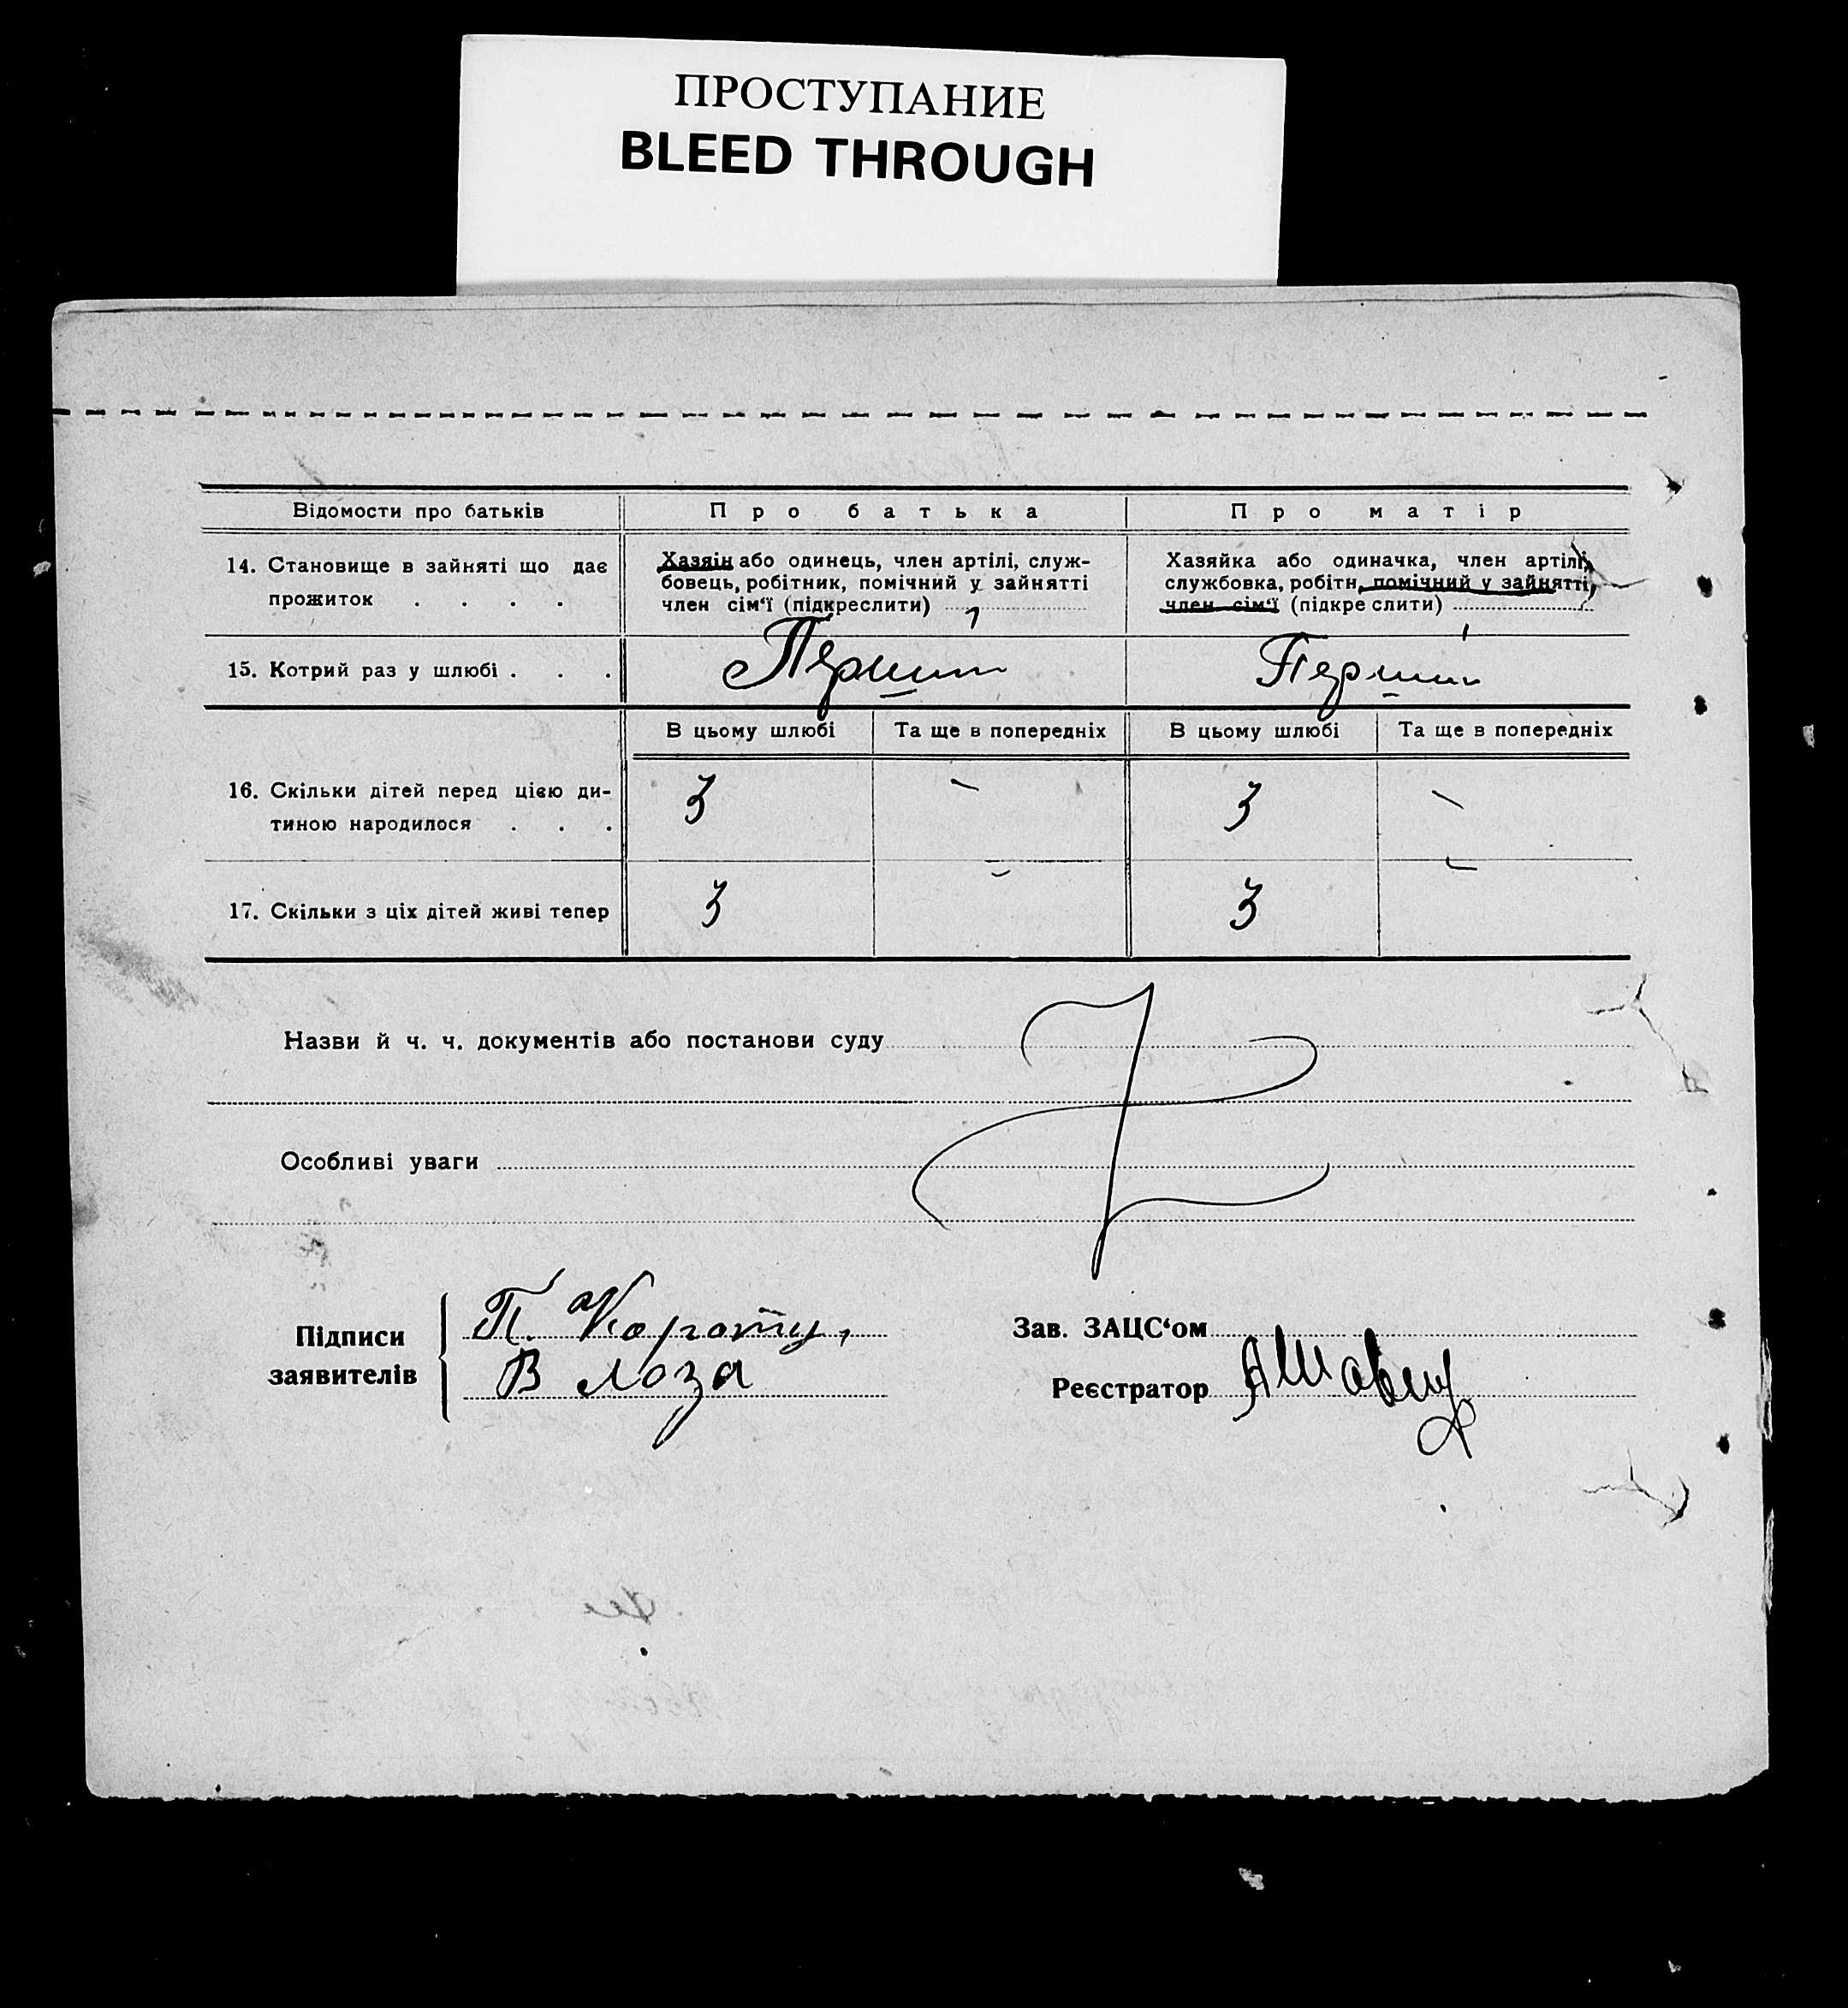 ПРОСТУПАНИЕ
BLEED THROUGH
Відомости про батьків
Про батька
Про матір
14. Становище в зайняті що дає
прожиток . . . .
Хазяін або одинець, член артілі, служ-
бовець, робітник, помічний у зайнятті
член сім'ї (підкреслити)
Хазяйка або одиначка, член артілі,
службовка, робітн, помічний у зайнятті,
член сім'ї (підкреслити)
15. Котрий раз у шлюбі . . .
Перший
Перший
В цьому шлюбі
Та ще в попередніх
В цьому шлюбі
Та ще в попередніх
16. Скільки дітей перед цією ди-
тиною народилося . . .
3
-
3
-
17. Скільки з ціх дітей живі тепер
3
-
3
-
Назви й ч. ч. документів або постанови суду
Особливі уваги
Підписи
заявителів
П.
В Лоза
Зав. ЗАЦС'ом
Реєстратор